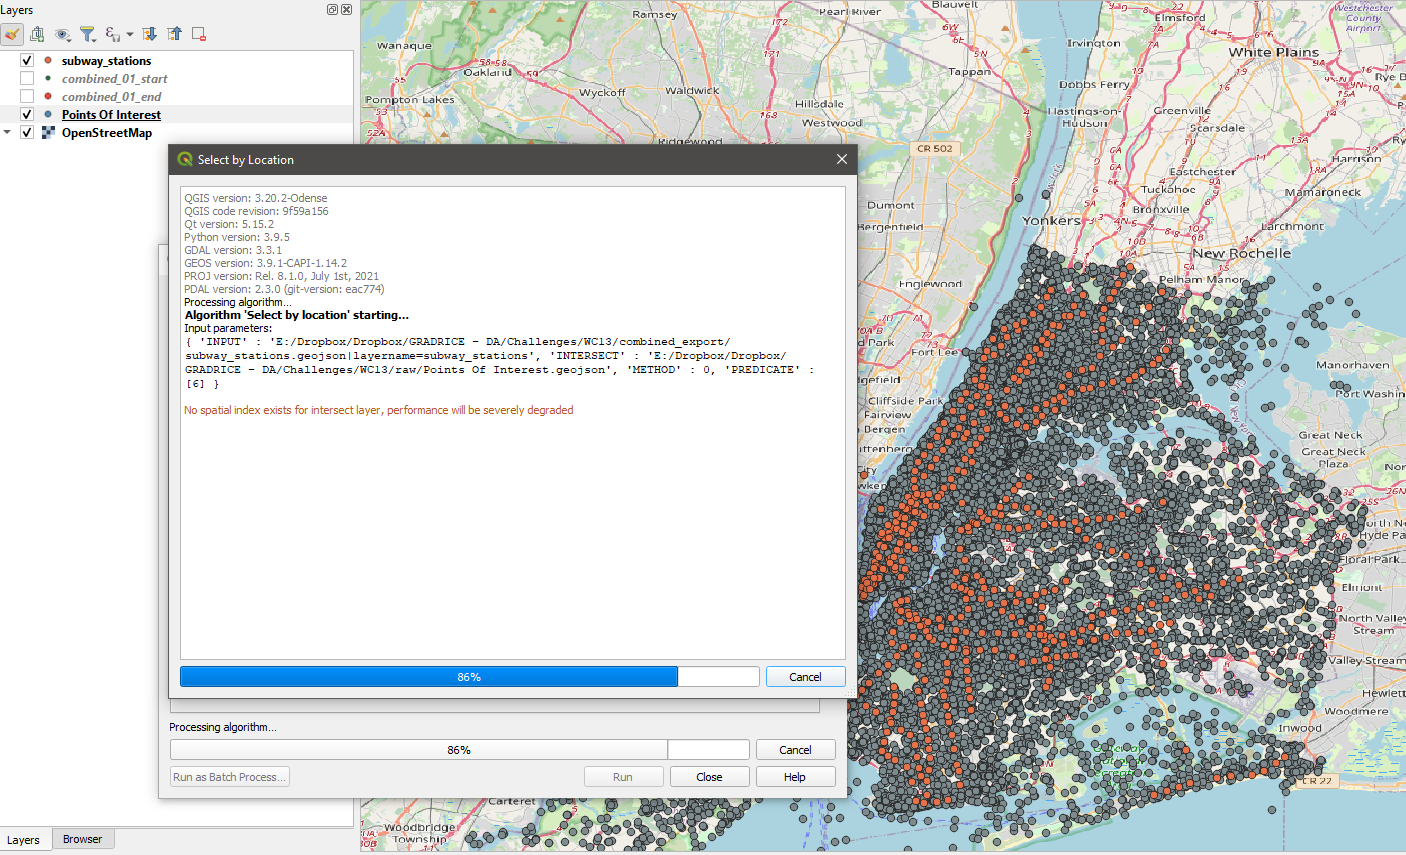 Layers
subway_stations
combined_01_start
combined_01_end
Points Of Interest
OpenStreetMap
Select by Location
QGIS version: 3.20.2-Odense
QGIS code revision: 9f59a156
Qt version: 5.15.2
Python version: 3.9.5
GDAL version: 3.3.1
GEOS version: 3.9.1-CAPI-1.14.2
PROJ version: Rel. 8.1.0, July 1st, 2021
PDAL version: 2.3.0 (git-version: eac774)
Processing algorithm…
Algorithm 'Select by location' starting…
Input parameters:
{ 'INPUT' : 'E:/Dropbox/Dropbox/GRADRICE - DA/Challenges/WC13/combined_export/
subway_stations.geojson|layername=subway_stations', 'INTERSECT' : 'E:/Dropbox/Dropbox/
GRADRICE - DA/Challenges/WC13/raw/Points Of Interest.geojson', 'METHOD' : 0, 'PREDICATE' :
[6] }
No spatial index exists for intersect layer, performance will be severely degraded
86%
Cancel
Processing algorithm…
86%
Cancel
Run as Batch Process…
Run
Close
Help
Layers
Browser
Ramsey
Pearl River
Blauvelt
Elmsford
Westchester
County
Airport
Wanaque
Irvington
White Plains
Oakland
Tappan
Rye B
Wyckoff
Waldwick
Dobbs Ferry
Pompton Lakes
Hillsdale
Hastings-on-
Hudson
Greenville
Westwood
Scarsdale
52A
Ridgewood
CR 502
Harrison
Eastchester
Tuckahoe
Mamaroneck
Dumont
Bronxville
Yonkers
Larchmont
Bergenfield
New Rochelle
Englewood
Pelham Manor
Fort Lee
Cliffside Park
Fairview
Manorhaven
Port Washin
Great Neck
Great Neck
Plaza
Hyde Pa
Floral Park
Elmont
North Valley
Stream
Valley Stream
Hewlett
Woodmere
Inwood
CR 22
Carteret
Woodbridge
Township